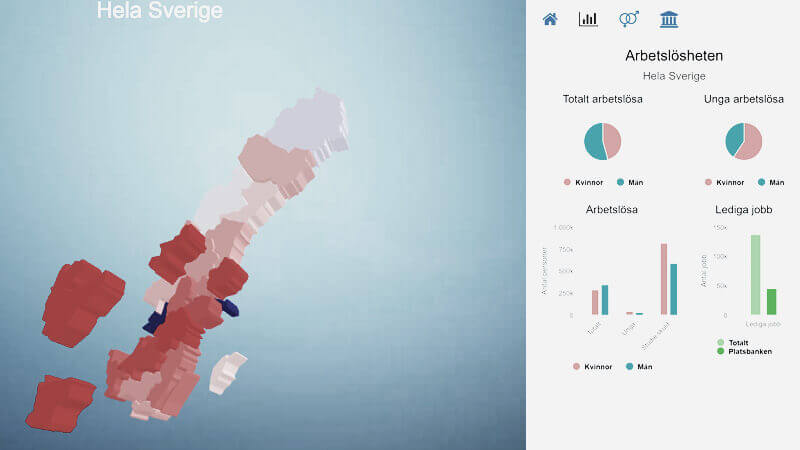 Hela Sverige
Arbetslösheten
Hela Sverige
Totalt arbetslösa
Unga arbetslösa
Kvinnor
Män
Kvinnor
Män
Arbetslösa
Lediga jobb
Antal personer
1 000k
750k
500k
250k
0
Totalt
Unga
Antal jobb
150k
100k
50k
0
Lediga jobb
Totalt
Platsbanken
Kvinnor
Män